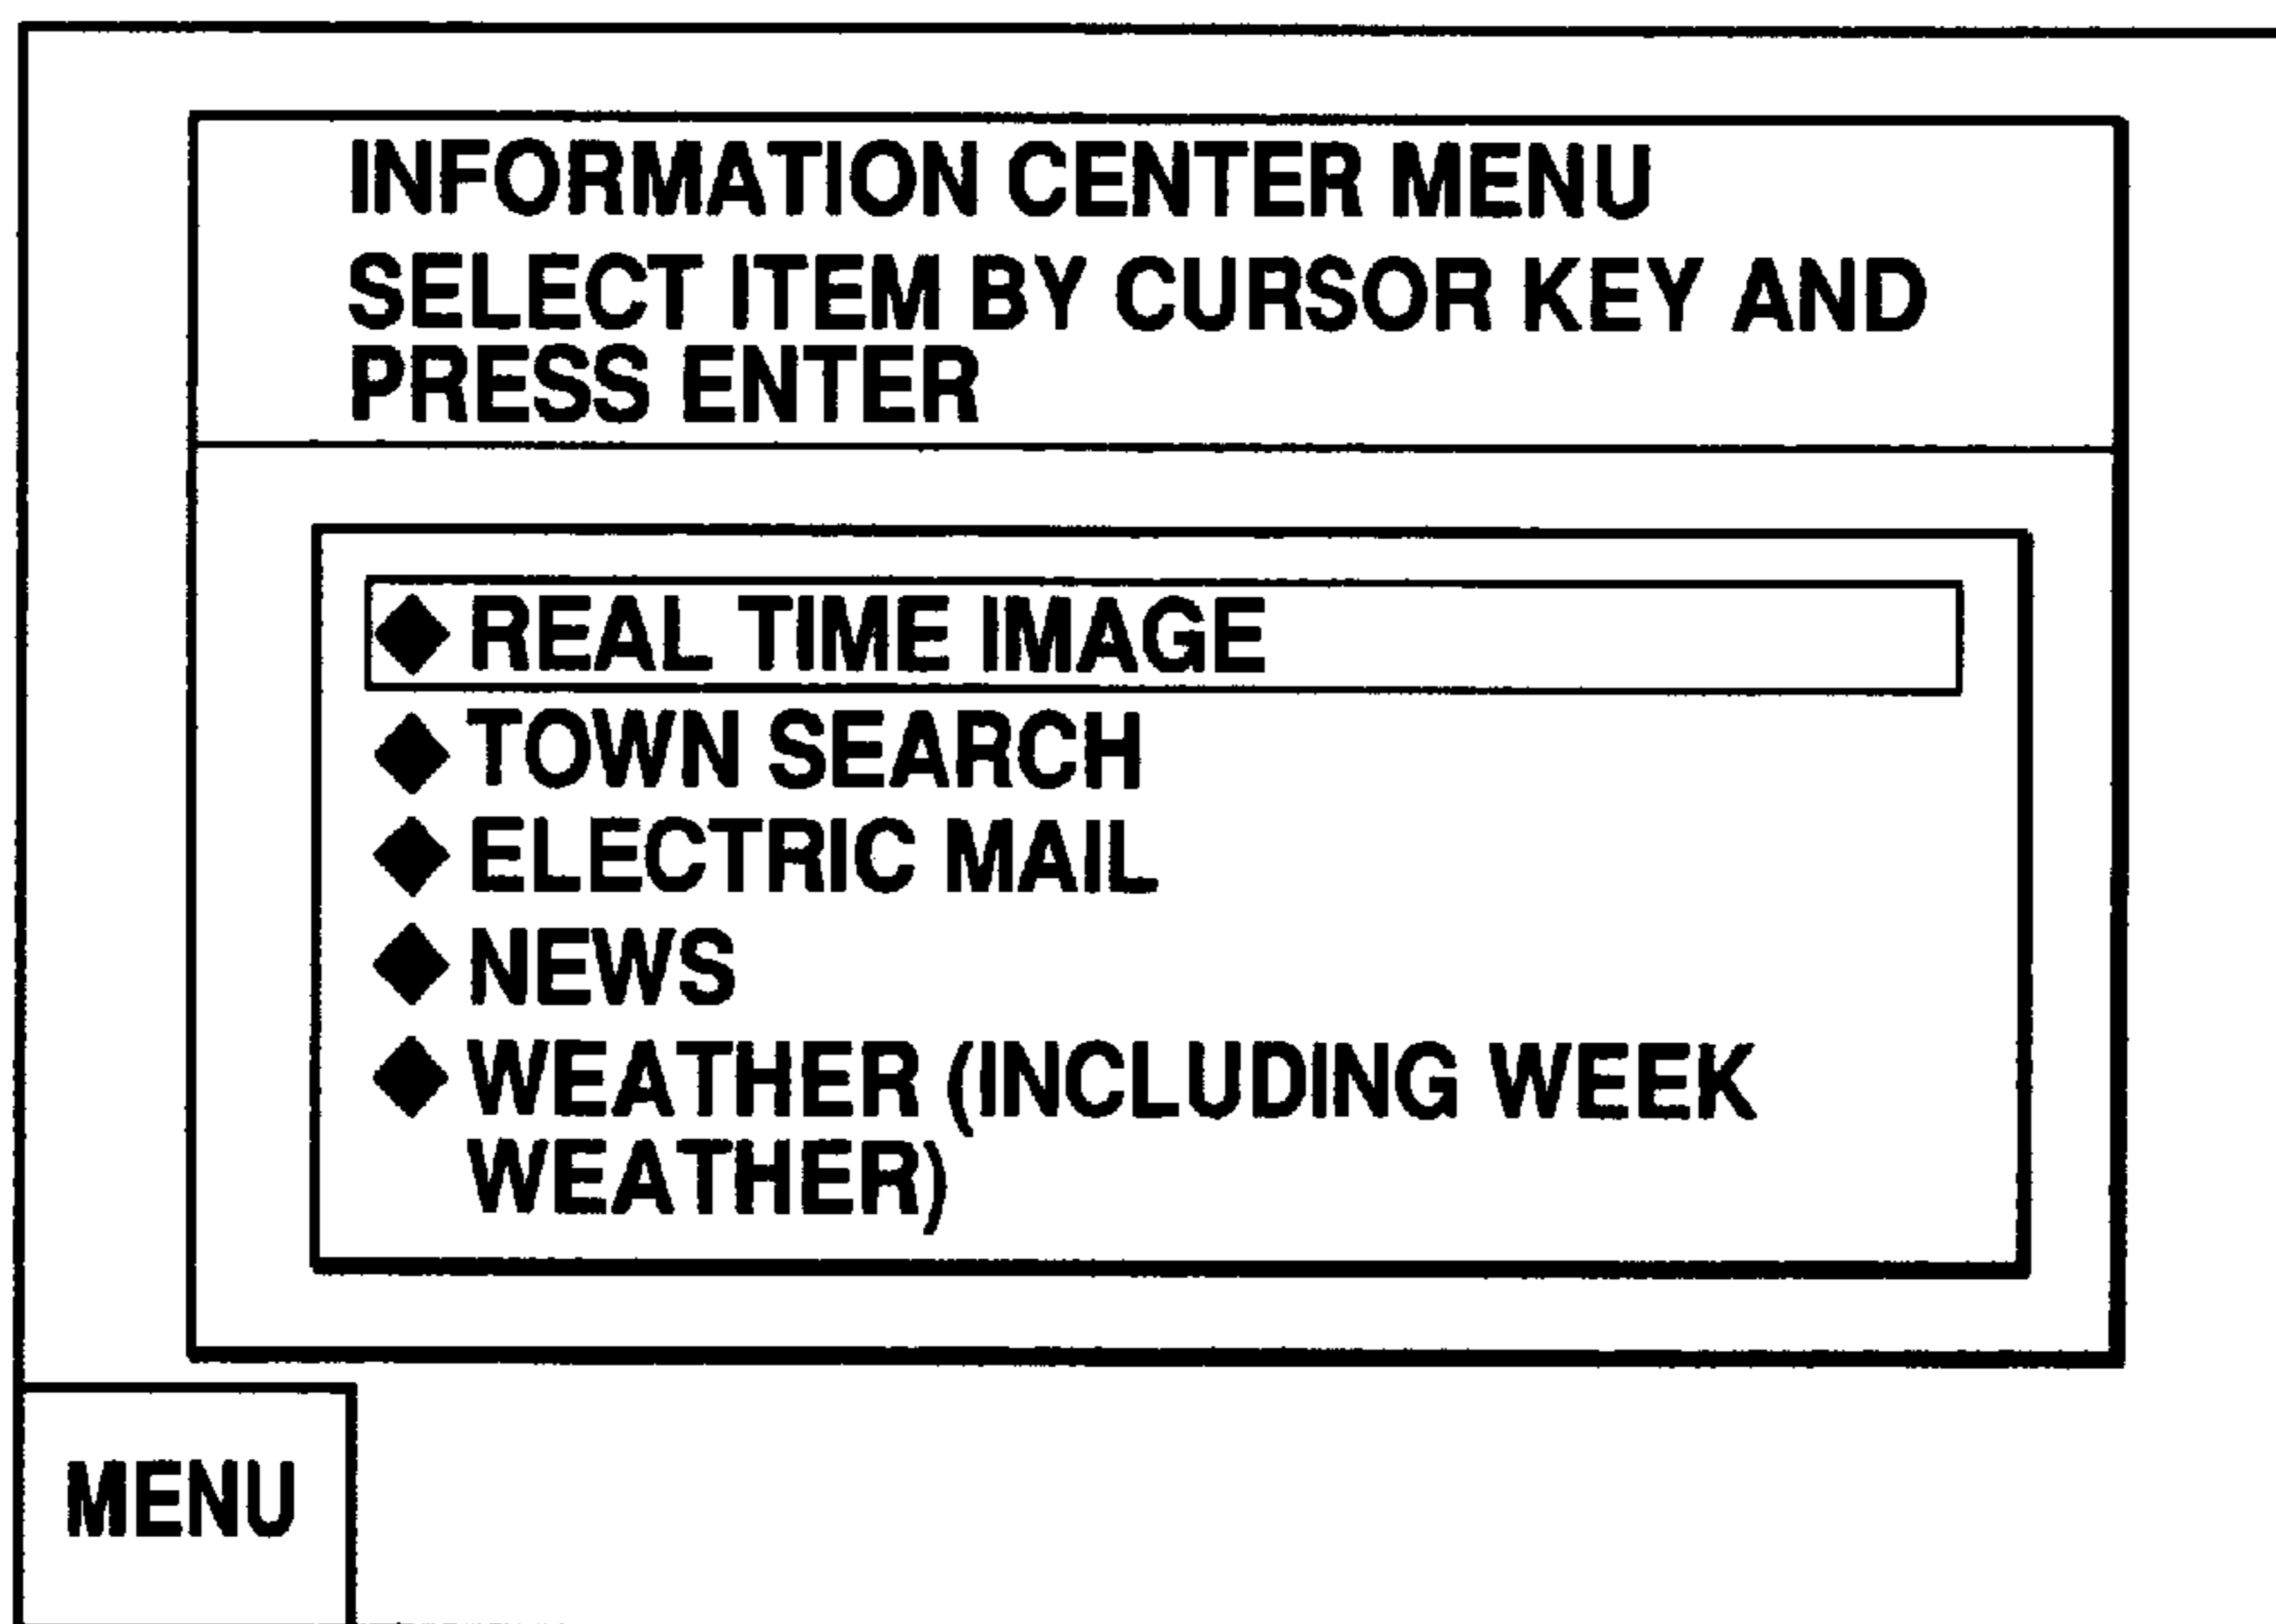 INFORMATION CENTER MENU
SELECT ITEM BY CURSOR KEY AND
PRESS ENTER
◆ REAL TIME IMAGE
◆ TOWN SEARCH
◆ ELECTRIC MAIL
◆ NEWS
◆ WEATHER (INCLUDING WEEK
WEATHER)
MENU